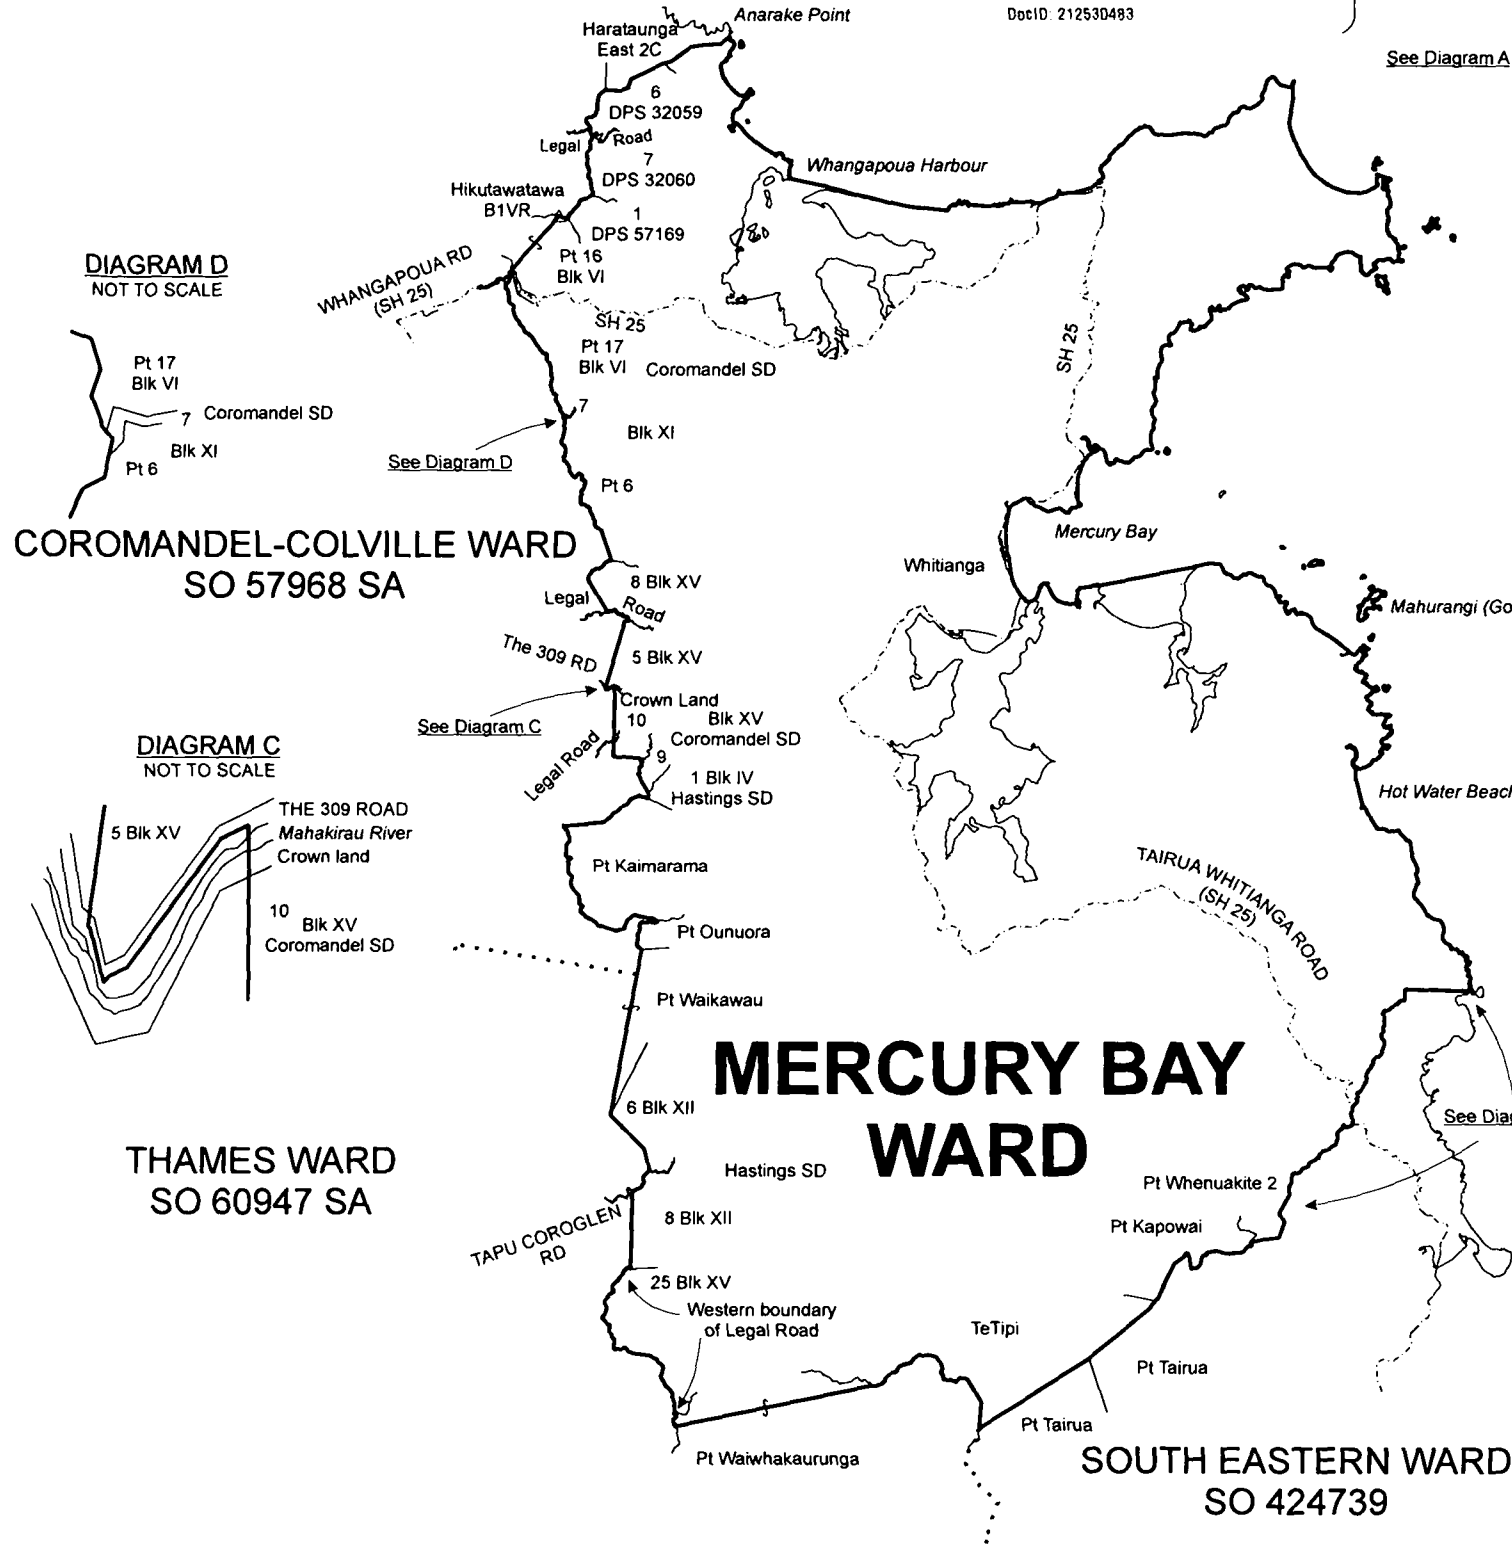 Anarake Point
DocID: 212530483
Harataunga
East 2C
See Diagram A
6
DPS 32059
Legal Road
7
DPS 32060
Whangapoua Harbour
Hikutawatawa
B1VR
1
DPS 57169
Pt 16
Blk VI
WHANGAPOUA RD
(SH 25)
DIAGRAM D
NOT TO SCALE
Pt 17
Blk VI
7
Coromandel SD
Blk XI
Pt 6
SH 25
Pt 17
Blk VI
Coromandel SD
SH 25
7
Blk XI
See Diagram D
Pt 6
COROMANDEL-COLVILLE WARD
SO 57968 SA
Mercury Bay
Whitianga
8 Blk XV
Legal Road
Mahurangi (Go
The 309 RD
5 Blk XV
Crown Land
See Diagram C
10
Blk XV
Coromandel SD
Legal Road
9
1 Blk IV
Hastings SD
Hot Water Beach
DIAGRAM C
NOT TO SCALE
5 Blk XV
THE 309 ROAD
Mahakirau River
Crown land
10
Blk XV
Coromandel SD
Pt Kaimarama
TAIRUA WHITIANGA ROAD
(SH 25)
Pt Ounuora
Pt Waikawau
MERCURY BAY
WARD
6 Blk XII
See Diag
THAMES WARD
SO 60947 SA
Hastings SD
Pt Whenuakite 2
Pt Kapowai
TAPU COROGLEN
RD
8 Blk XII
25 Blk XV
Western boundary
of Legal Road
TeTipi
Pt Tairua
Pt Tairua
Pt Waiwhakaurunga
SOUTH EASTERN WARD
SO 424739